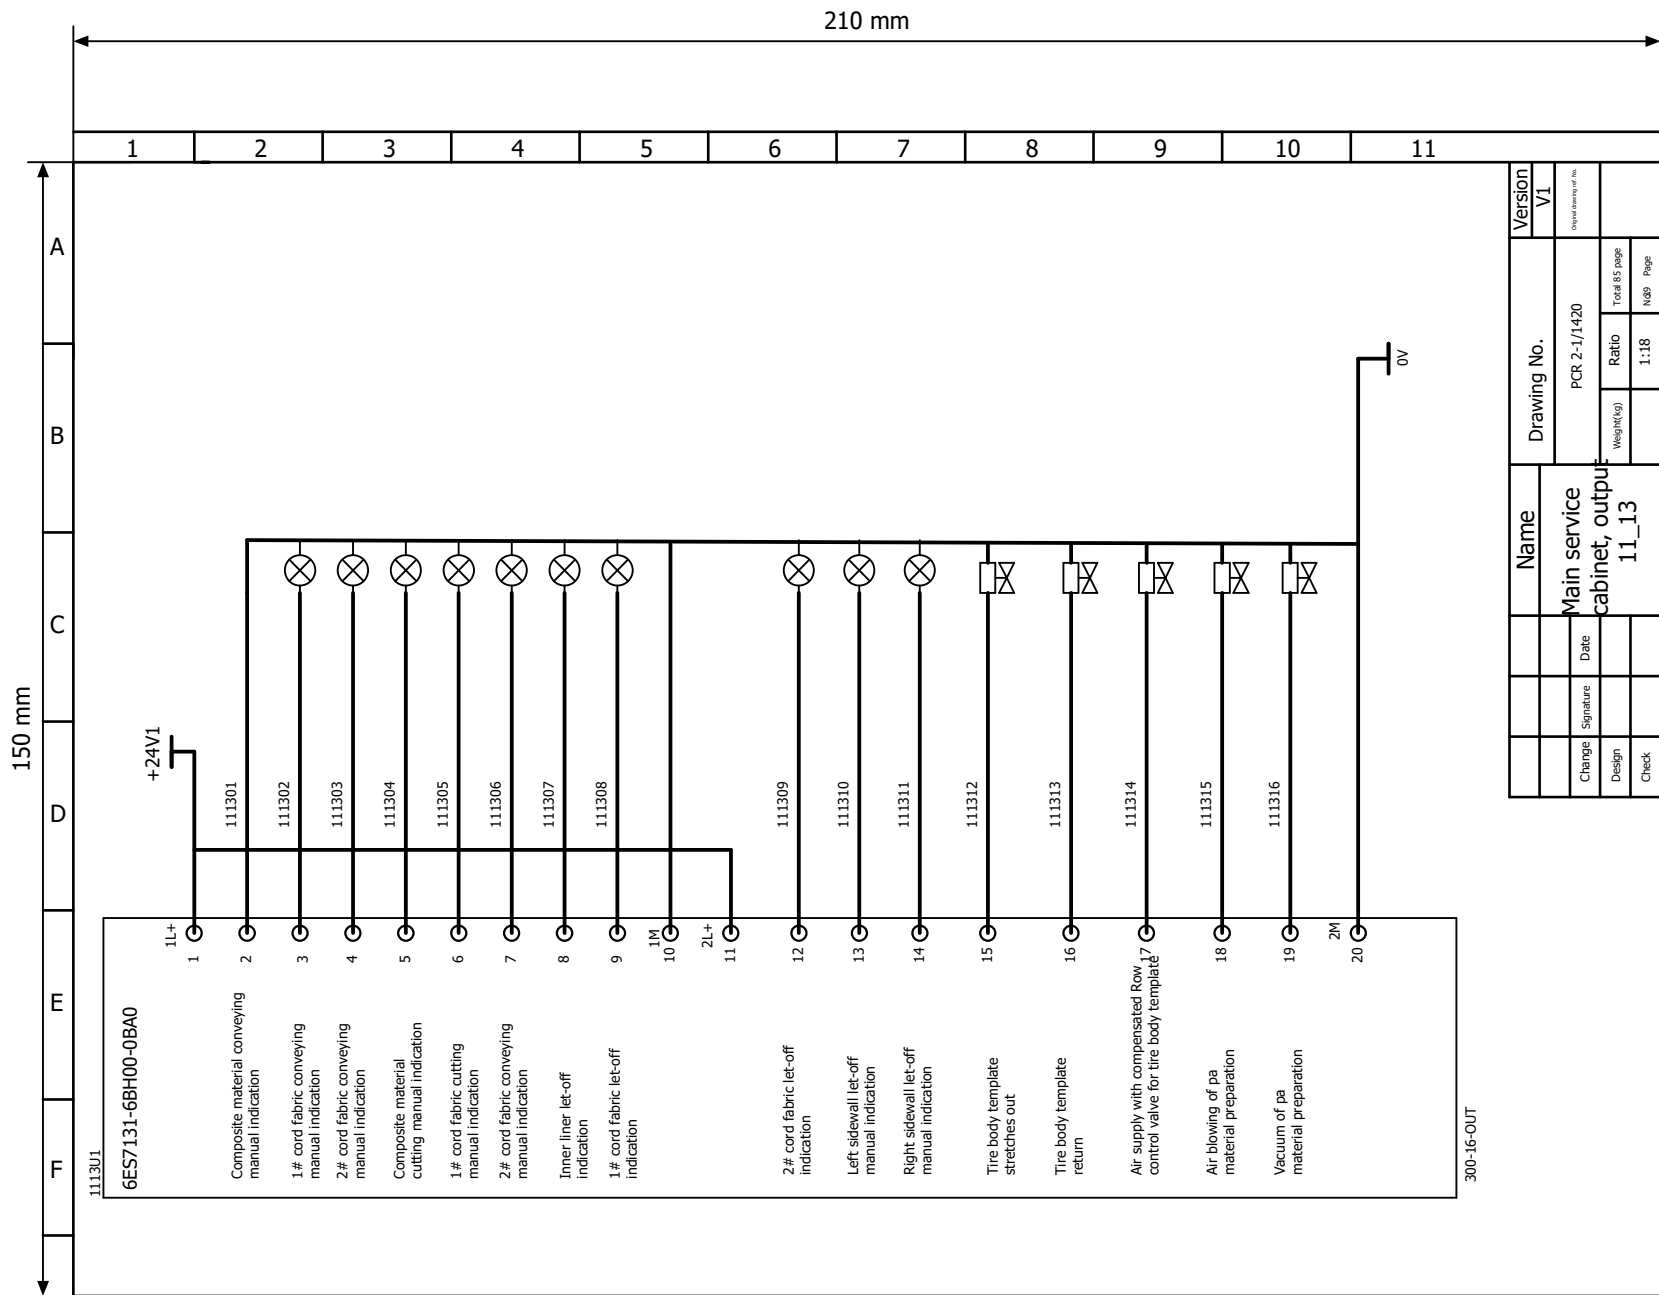 210 mm
1 2 3 4 5 6 7 8 9 10 11
150 mm
A
B
C
D
E
F
F
Version
V1
Original drawing ref. No.
Drawing No.
PCR 2-1/1420
Total 85 page
Page
Ratio
1:18
Weight(kg)
Name
Main service
cabinet, output
11_13
Date
Signature
Change
Design
Check
0V
+24V1
111301
111302
111303
111304
111305
111306
111307
111308
111309
111310
111311
111312
111313
111314
111315
111316
1L+
1M
2L+
2M
1
2
3
4
5
6
7
8
9
10
11
12
13
14
15
16
17
18
19
20
1113U1
6ES7131-6BH00-0BA0
Composite material conveying
manual indication
1# cord fabric conveying
manual indication
2# cord fabric conveying
manual indication
Composite material
cutting manual indication
1# cord fabric cutting
manual indication
2# cord fabric conveying
manual indication
Inner liner let-off
indication
1# cord fabric let-off
indication
2# cord fabric let-off
indication
Left sidewall let-off
manual indication
Right sidewall let-off
manual indication
Tire body template
stretches out
Tire body template
return
Air supply with compensated Row
control valve for tire body template
Air blowing of pa
material preparation
Vacuum of pa
material preparation
300-16-OUT